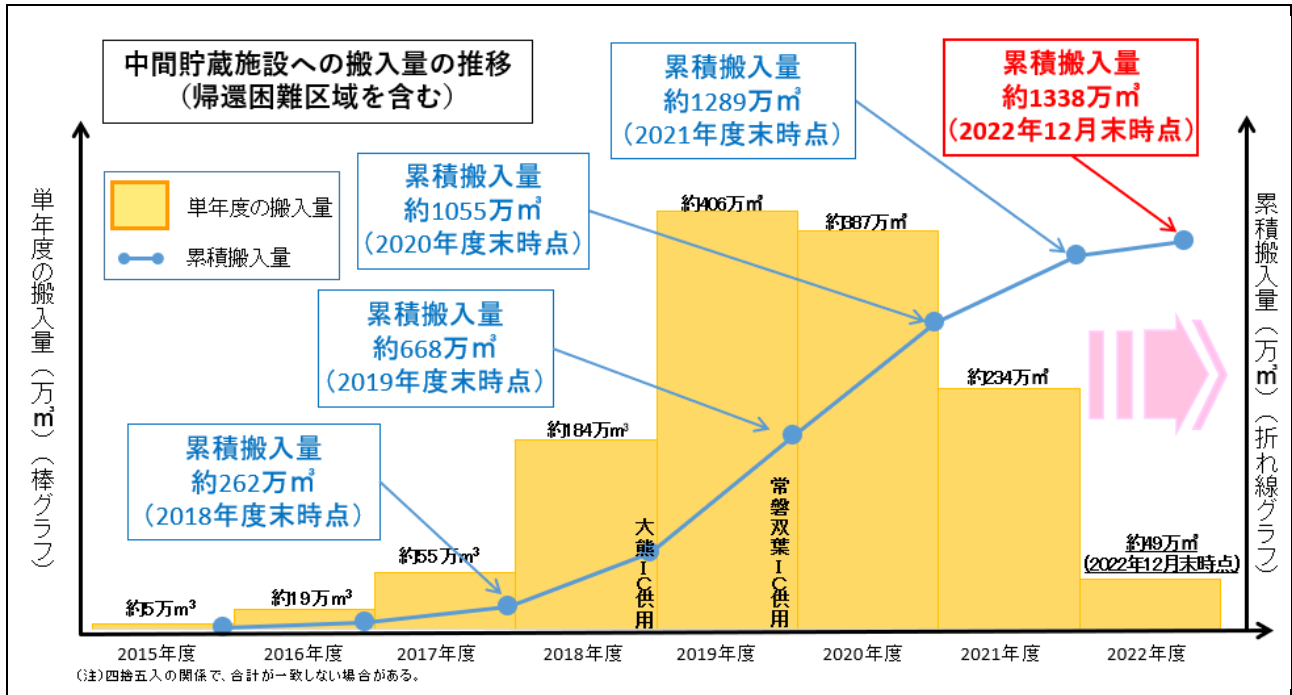 中間貯蔵施設への搬入量の推移
（帰還困難区域を含む）
単年度の搬入量
累積搬入量
単年度の搬入量（万㎥）（棒グラフ）
累積搬入量（万㎥）（折れ線グラフ）
累積搬入量
約262万㎥
（2018年度末時点）
累積搬入量
約668万㎥
（2019年度末時点）
累積搬入量
約1055万㎥
（2020年度末時点）
累積搬入量
約1289万㎥
（2021年度末時点）
累積搬入量
約1338万㎥
（2022年12月末時点）
約5万m³
約19万m³
約55万m³
約184万m³
約406万㎥
約387万㎥
約234万㎥
約49万㎥
(2022年12月末時点)
大熊IC供用
常磐双葉IC供用
2015年度
2016年度
2017年度
2018年度
2019年度
2020年度
2021年度
2022年度
（注）四捨五入の関係で、合計が一致しない場合がある。